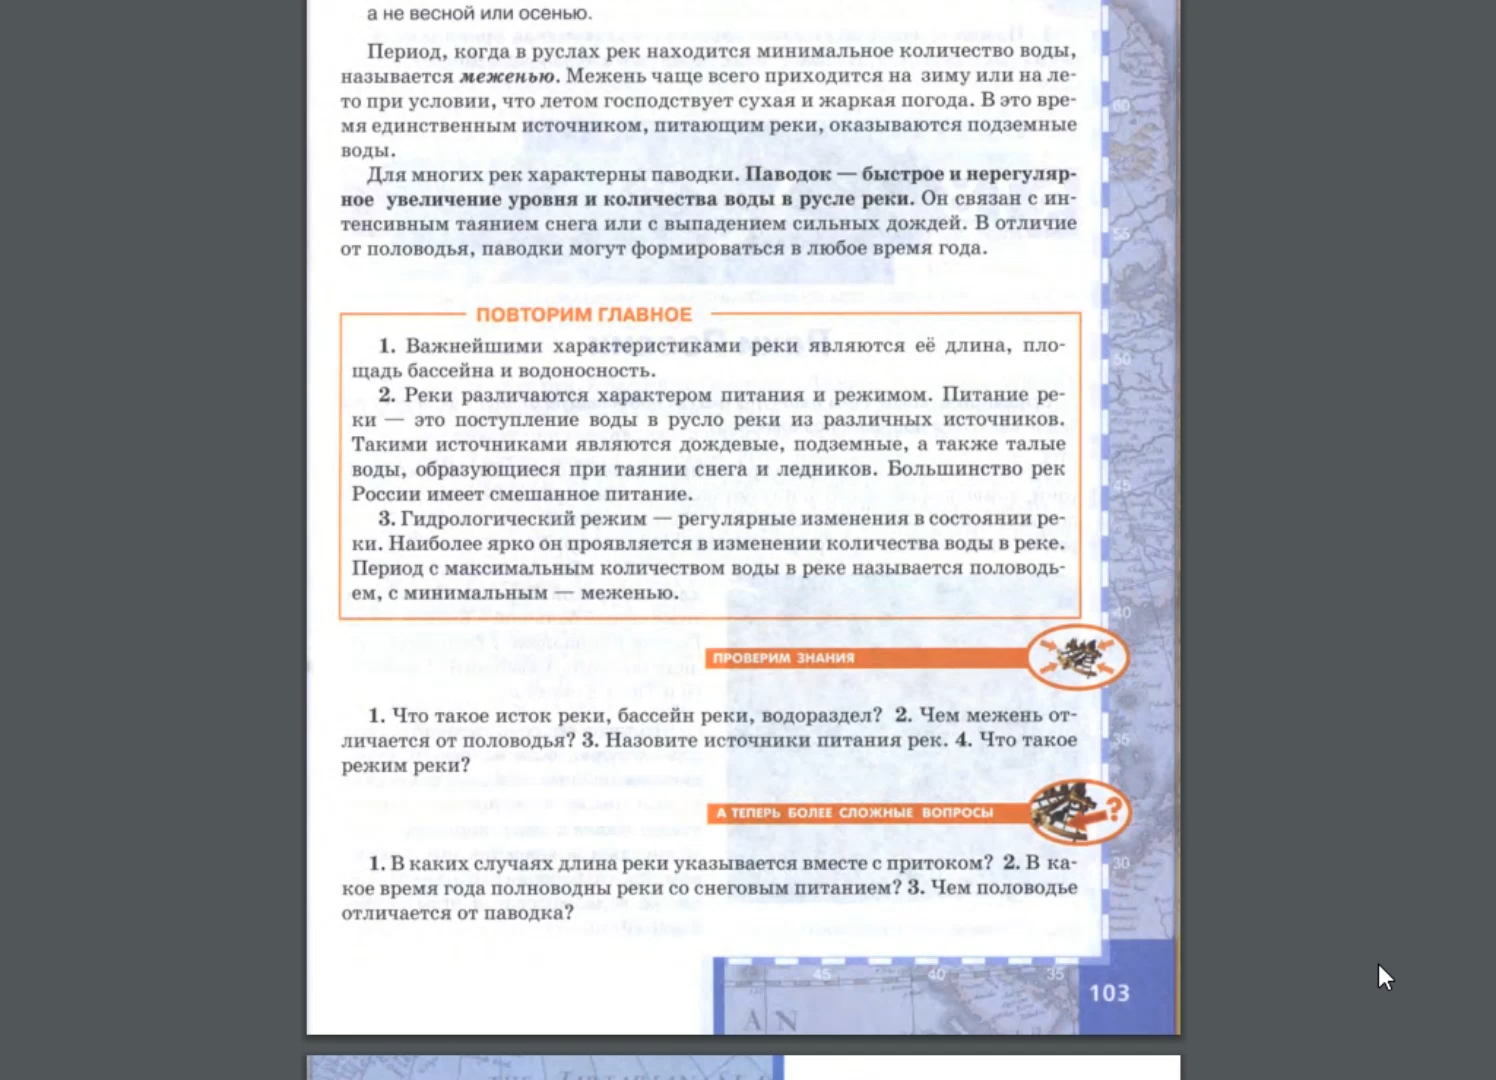 а не весной или осенью.
Период, когда в руслах рек находится минимальное количество воды,
называется меженью. Межень чаще всего приходится на зиму или на ле-
то при условии, что летом господствует сухая и жаркая погода. В это вре-
мя единственным источником, питающим реки, оказываются подземные
воды.
Для многих рек характерны паводки. Паводок — быстрое и нерегуляр-
ное увеличение уровня и количества воды в русле реки. Он связан с ин-
тенсивным таянием снега или с выпадением сильных дождей. В отличие
от половодья, паводки могут формироваться в любое время года.
ПОВТОРИМ ГЛАВНОЕ
1. Важнейшими характеристиками реки являются её длина, пло-
щадь бассейна и водоносность.
2. Реки различаются характером питания и режимом. Питание ре-
ки — это поступление воды в русло реки из различных источников.
Такими источниками являются дождевые, подземные, а также талые
воды, образующиеся при таянии снега и ледников. Большинство рек
России имеет смешанное питание.
3. Гидрологический режим — регулярные изменения в состоянии ре-
ки. Наиболее ярко он проявляется в изменении количества воды в реке.
Период с максимальным количеством воды в реке называется половодь-
ем, с минимальным — меженью.
ПРОВЕРИМ ЗНАНИЯ
1. Что такое исток реки, бассейн реки, водораздел? 2. Чем межень от-
личается от половодья? 3. Назовите источники питания рек. 4. Что такое
режим реки?
А ТЕПЕРЬ БОЛЕЕ СЛОЖНЫЕ ВОПРОСЫ
?
1. В каких случаях длина реки указывается вместе с притоком? 2. В ка-
кое время года полноводны реки со снеговым питанием? 3. Чем половодье
отличается от паводка?
60
55
50
45
40
35
30
45 40 35
103
A N